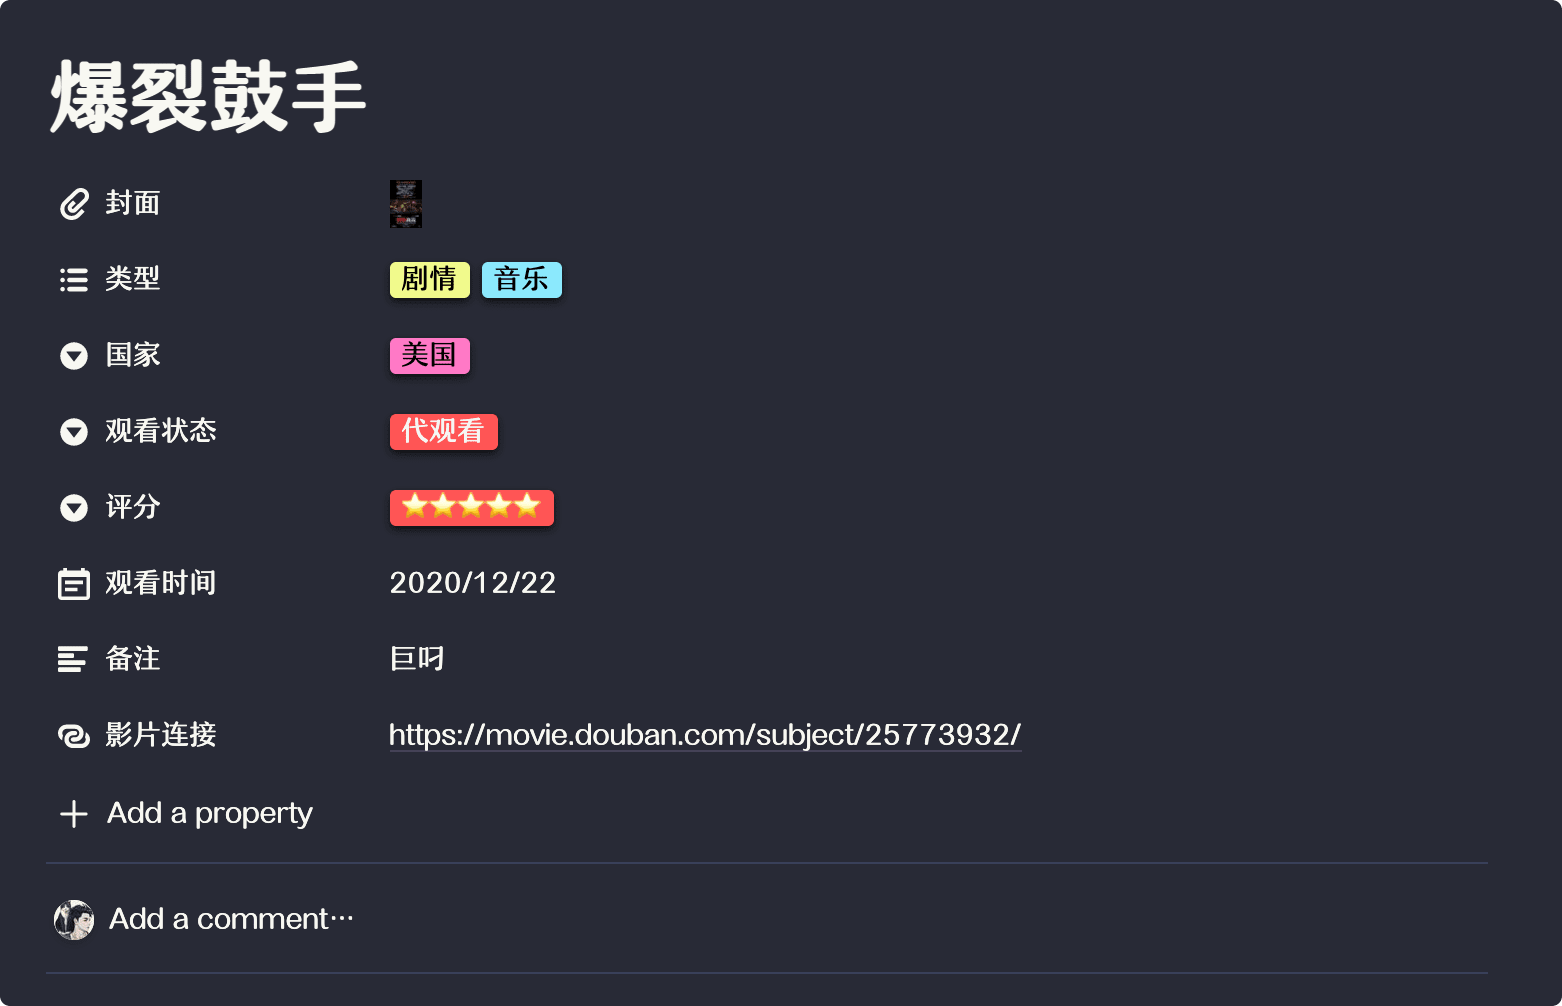 爆裂鼓手
封面
类型 剧情 音乐
国家 美国
观看状态 代观看
评分 ⭐⭐⭐⭐⭐
观看时间 2020/12/22
备注 巨叼
影片连接 https://movie.douban.com/subject/25773932/
Add a property
Add a comment…